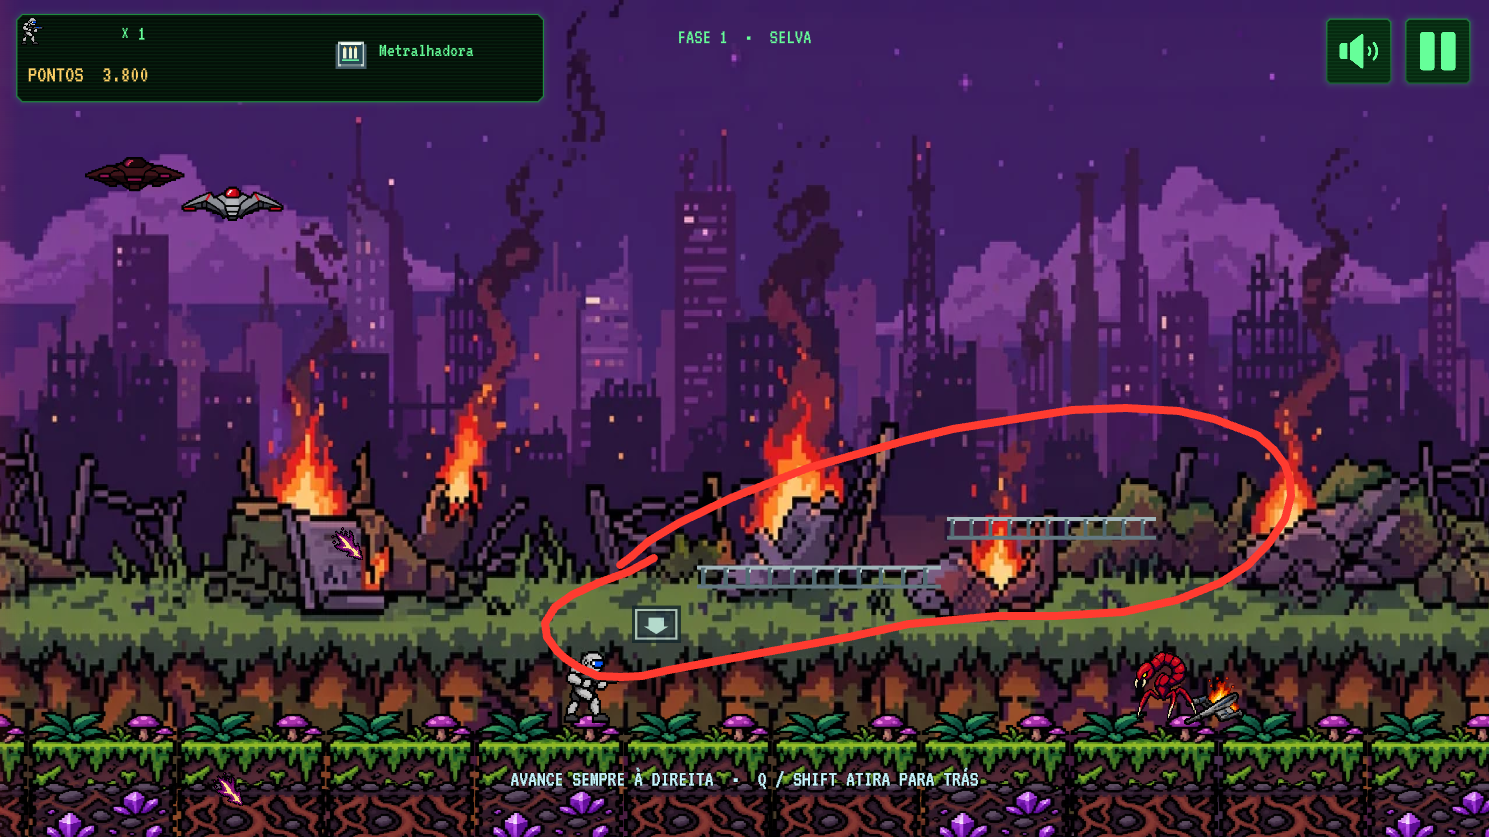 X 1
Metralhadora
PONTOS 3.800
FASE 1 · SELVA
AVANCE SEMPRE À DIREITA · Q / SHIFT ATIRA PARA TRÁS